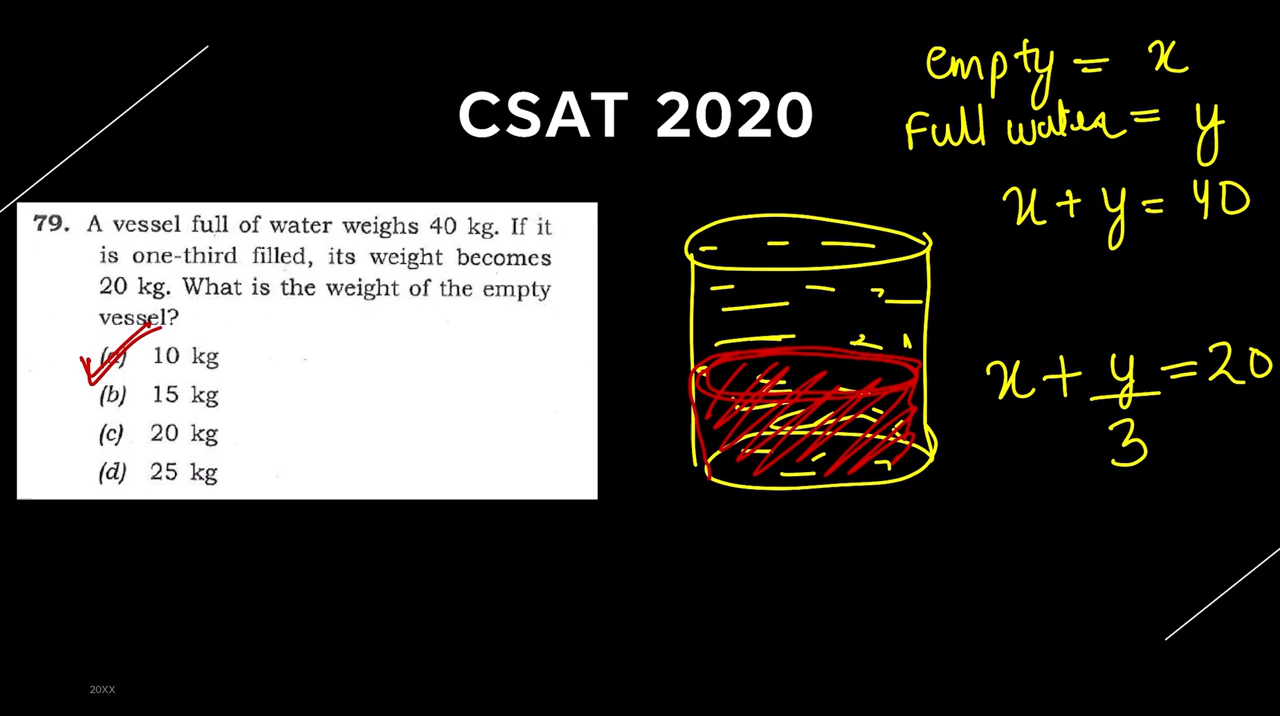 CSAT 2020
empty = x
Full water = y
x + y = 40
79. A vessel full of water weighs 40 kg. If it
is one-third filled, its weight becomes
20 kg. What is the weight of the empty
vessel?
(a) 10 kg
(b) 15 kg
(c) 20 kg
(d) 25 kg
x + y/3 = 20
20XX